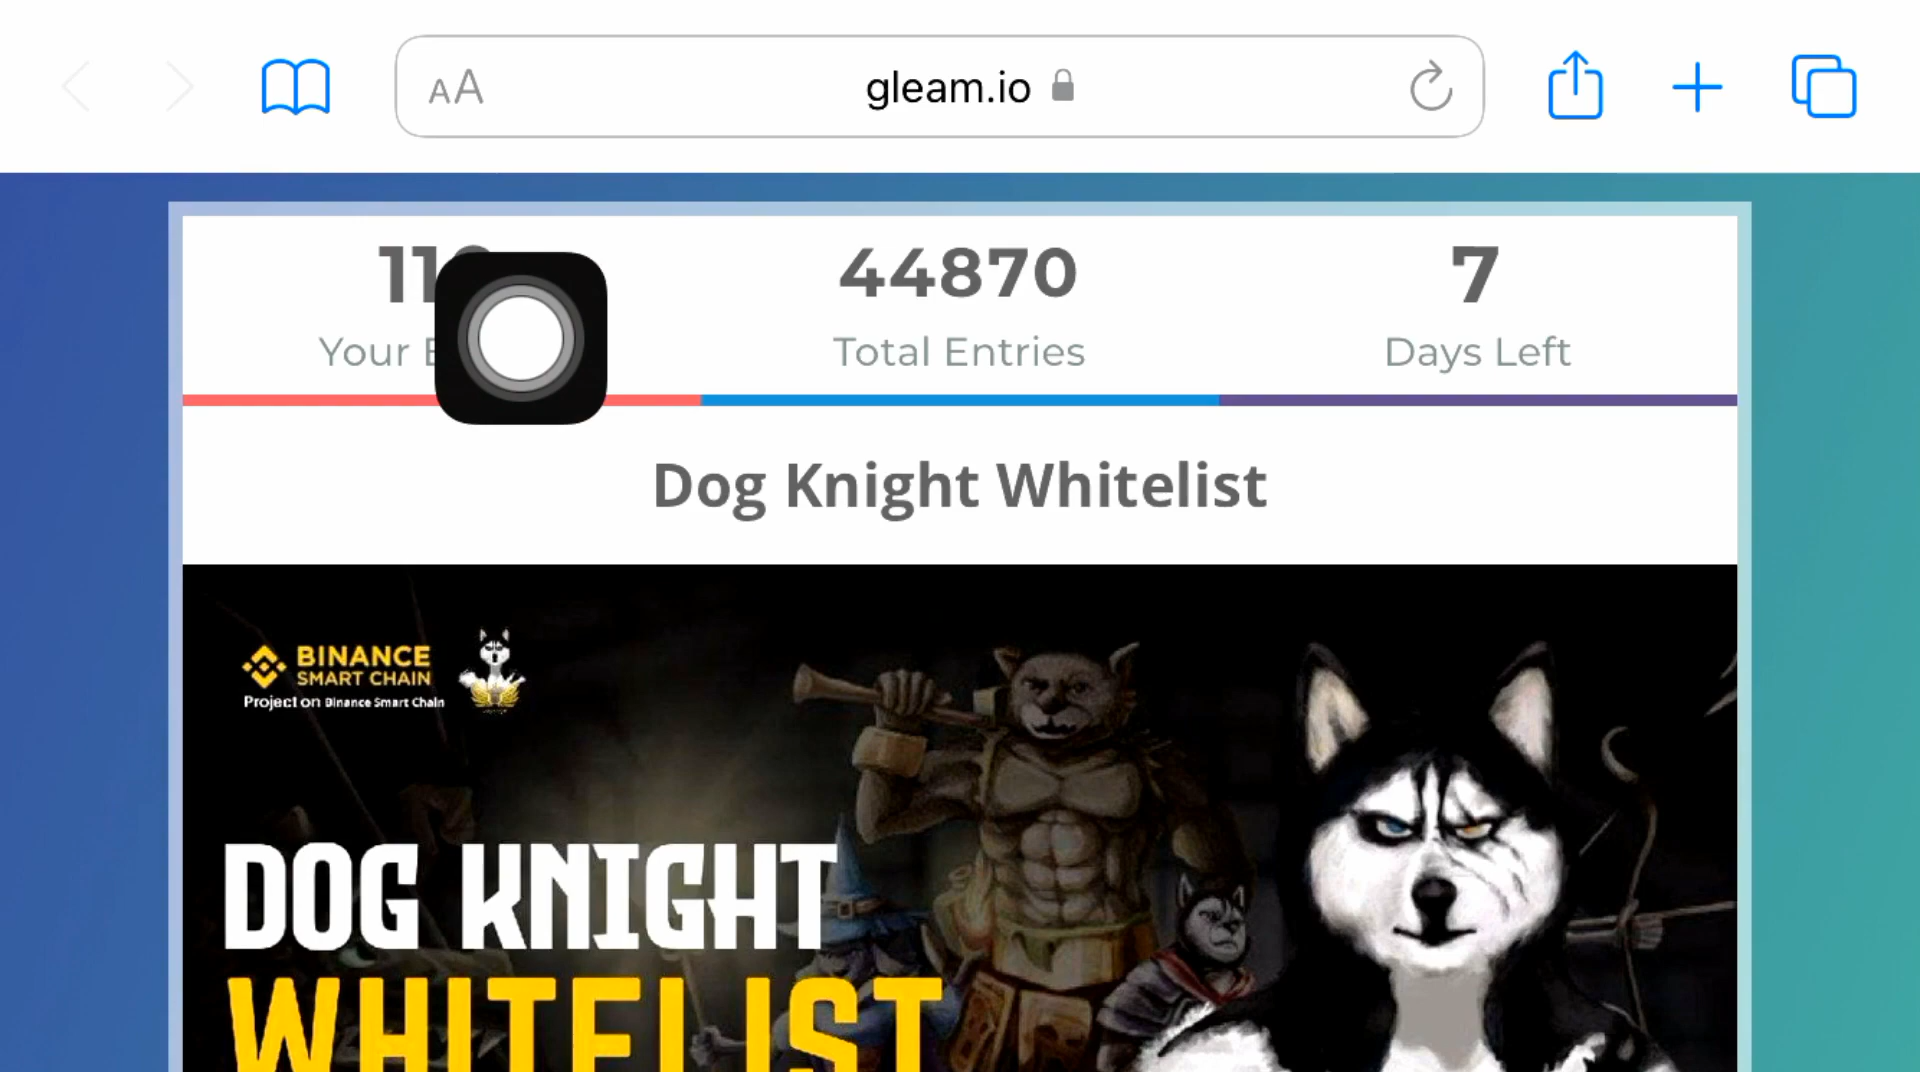 AA
gleam.io
44870
7
Your
Total Entries
Days Left
Dog Knight Whitelist
BINANCE
SMART CHAIN
Project on Binance Smart Chain
DOG KNIGHT
WHITELIST